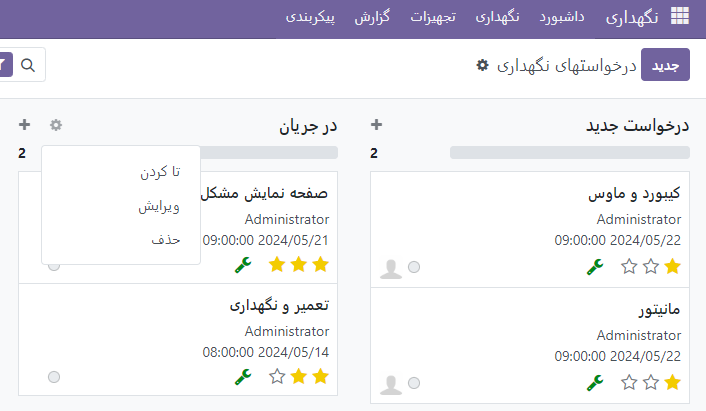 نگهداری داشبورد نگهداری تجهیزات گزارش پیکربندی
جدید درخواستهای نگهداری
درخواست جدید
2
کیبورد و ماوس
Administrator
2024/05/22 09:00:00
مانیتور
Administrator
2024/05/22 09:00:00
در جریان
2
تا کردن
ویرایش
حذف
صفحه نمایش مشکل
Administrator
2024/05/21 09:00:00
تعمیر و نگهداری
Administrator
2024/05/14 08:00:00